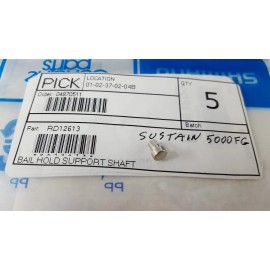 PICK
LOCATION
01-02-37-02-04B
QTY
5
Order: 04970511
Batch
Part: RD12613
SUSTAIN 5000FG
BAIL HOLD SUPPORT SHAFT